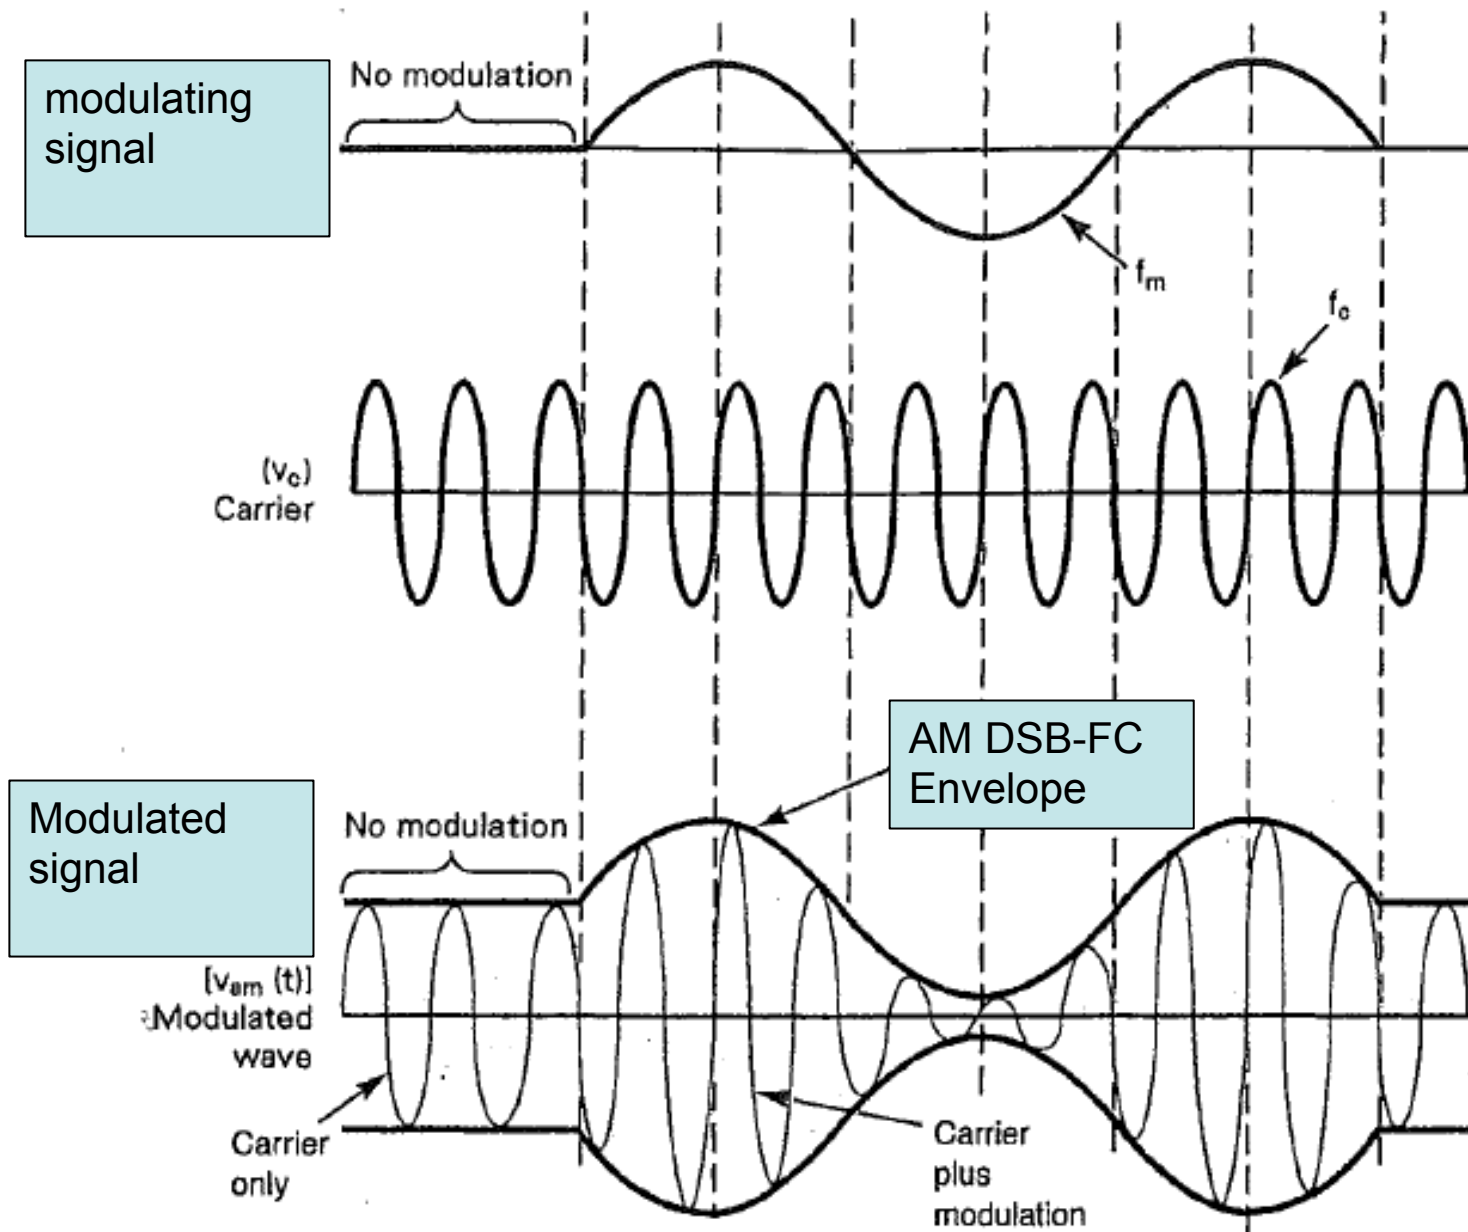 modulating
signal
No modulation
fm
fc
(vc)
Carrier
AM DSB-FC
Envelope
Modulated
signal
No modulation
[vam (t)]
Modulated
wave
Carrier
only
Carrier
plus
modulation